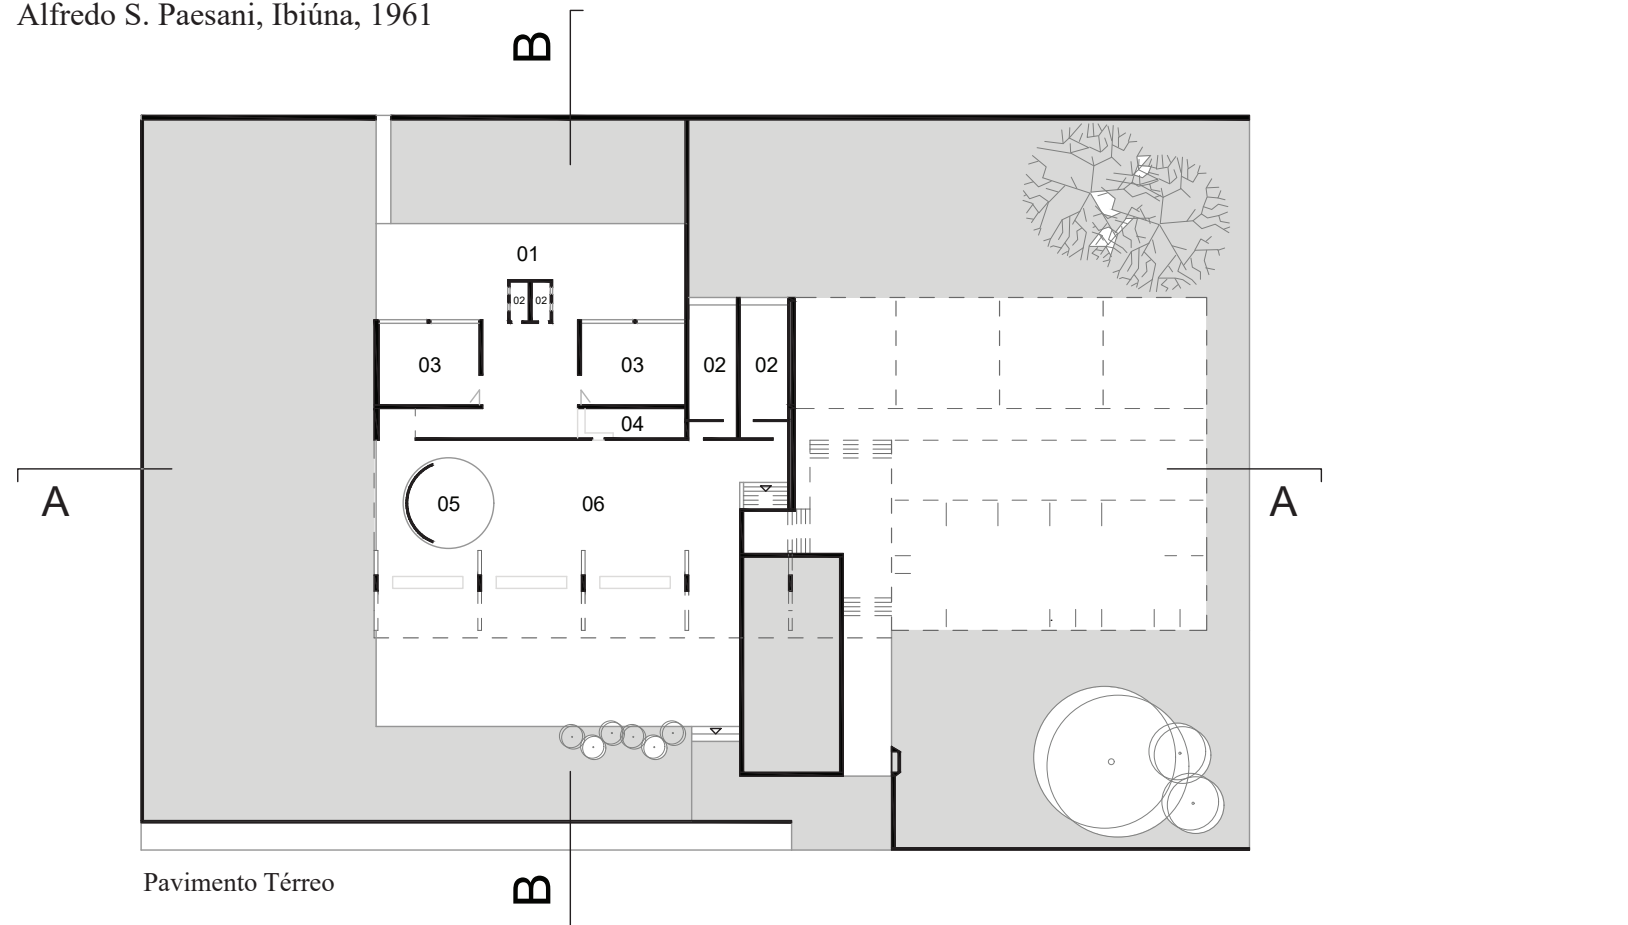 Alfredo S. Paesani, Ibiúna, 1961
B
01
02 02
03 03 02 02
04
A A
05 06
Pavimento Térreo
B